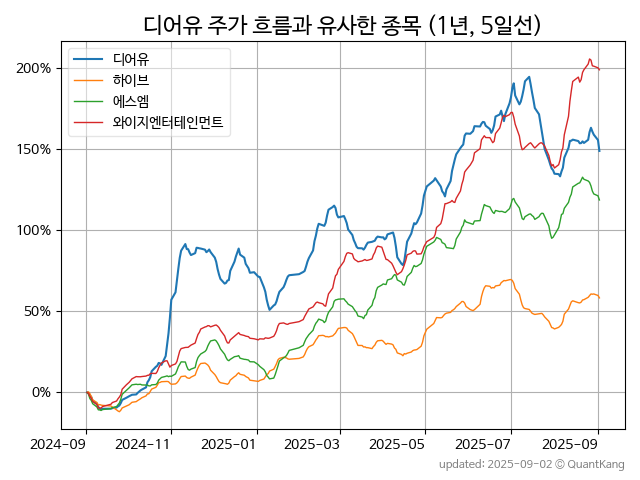 디어유 주가 흐름과 유사한 종목 (1년, 5일선)
디어유
하이브
에스엠
와이지엔터테인먼트
200%
150%
100%
50%
0%
2024-09 2024-11 2025-01 2025-03 2025-05 2025-07 2025-09
updated: 2025-09-02 © QuantKang